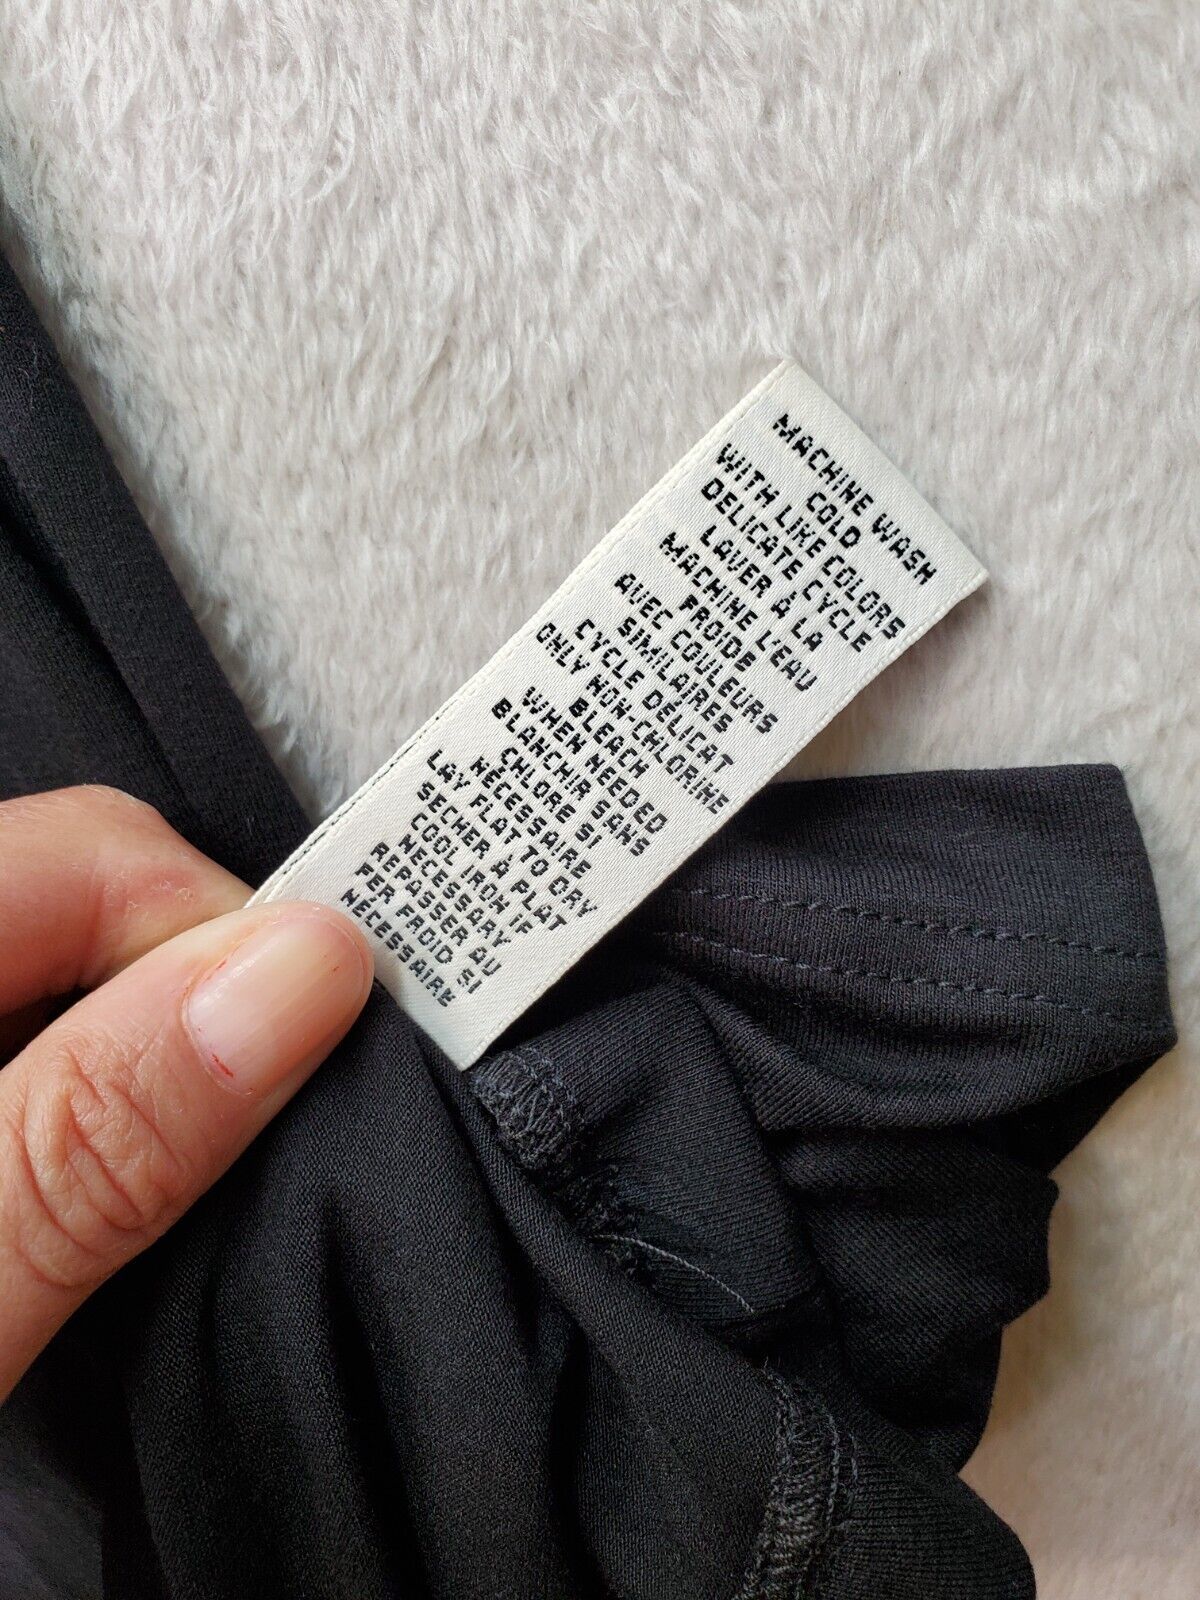 MACHINE WASH
COLD
WITH LIKE COLORS
DELICATE CYCLE
LAVER À LA
MACHINE L'EAU
FROIDE
AVEC COULEURS
SIMILAIRES
CYCLE DÉLICAT
ONLY NON-CHLORINE
BLEACH
WHEN NEEDED
BLANCHIR SANS
CHLORE SI
NÉCESSAIRE
LAY FLAT TO DRY
SECHER À PLAT
COOL IRON IF
NECESSARY
REPASSER AU
FER FROID SI
NÉCESSAIRE